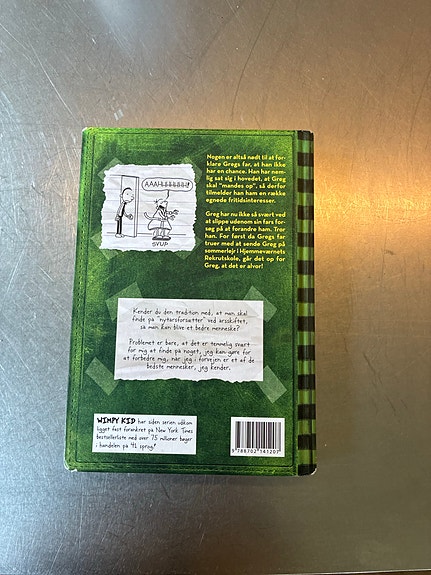 AAAH!!!!!!!!!
SVUP
Nogen er altså nødt til at for-
klare Gregs far, at han ikke
har en chance. Han har nem-
lig sat sig i hovedet, at Greg
skal "mandes op", så derfor
tilmelder han ham en række
egnede fritidsinteresser.
Greg har nu ikke så svært ved
at slippe udenom sin fars for-
søg på at forandre ham. Tror
han. For først da Gregs far
truer med at sende Greg på
sommerlejr i Hjemmeværnets
Rekrutskole, går det op for
Greg, at det er alvor!
Kender du den tradition med, at man skal
finde på "nytårsforsætter" ved årsskiftet,
så man kan blive et bedre menneske?
Problemet er bare, at det er temmelig svært
for mig at finde på noget, jeg kan gøre for
at forbedre mig, når jeg i forvejen er et af de
bedste mennesker, jeg kender.
WIMPY KID har siden serien udkom
ligget fast forankret på New York Times
bestsellerliste med over 75 millioner bøger
i handelen på 41 sprog!
9 788702 141207